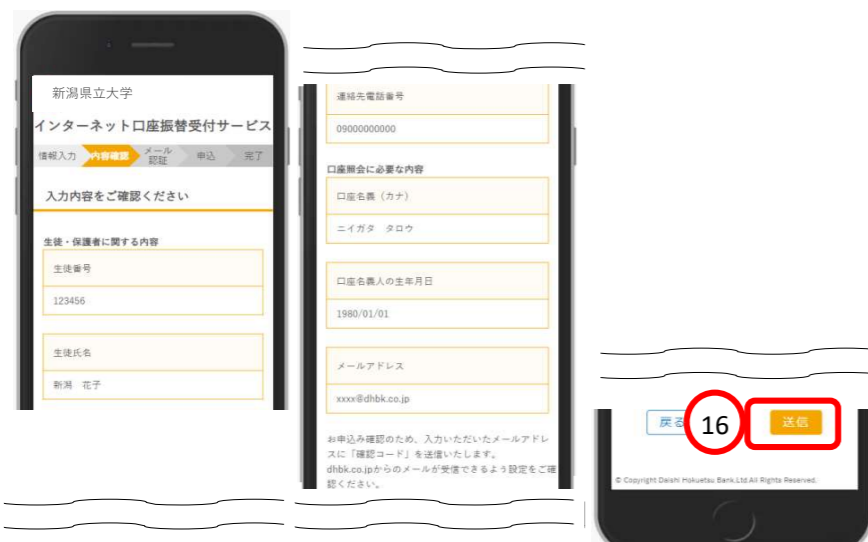 新潟県立大学
インターネット口座振替受付サービス
情報入力 内容確認 メール認証 申込 完了
入力内容をご確認ください
生徒・保護者に関する内容
生徒番号
123456
生徒氏名
新潟 花子
連絡先電話番号
09000000000
口座照会に必要な内容
口座名義（カナ）
ニイガタ タロウ
口座名義人の生年月日
1980/01/01
メールアドレス
xxxx@dhbk.co.jp
お申込み確認のため、入力いただいたメールアドレ
スに「確認コード」を送信いたします。
dhbk.co.jpからのメールが受信できるよう設定をご確
認ください。
戻る 16 送信
© Copyright Daishi Hokuetsu Bank.Ltd.All Rights Reserved.